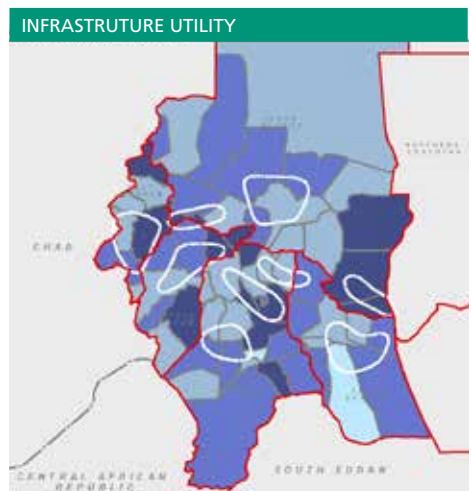 INFRASTRUTURE UTILITY
NORTHERN
CHAD
SOUTH SUDAN
CENTRAL AFRICAN
REPUBLIC